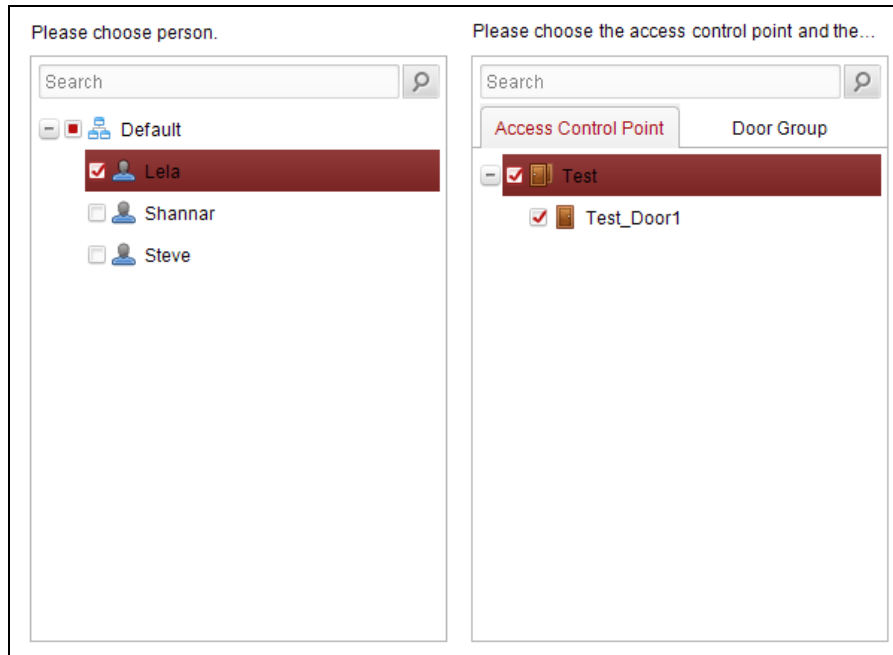 Please choose person.
Search
Default
Lela
Shannar
Steve
Please choose the access control point and the...
Search
Access Control Point
Door Group
Test
Test_Door1